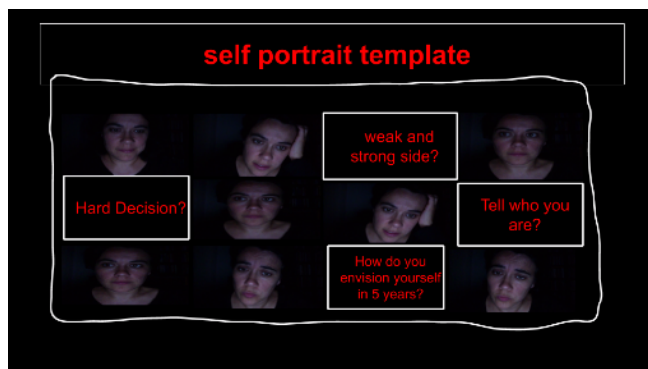 self portrait template
weak and
strong side?
Hard Decision?
Tell who you
are?
How do you
envision yourself
in 5 years?